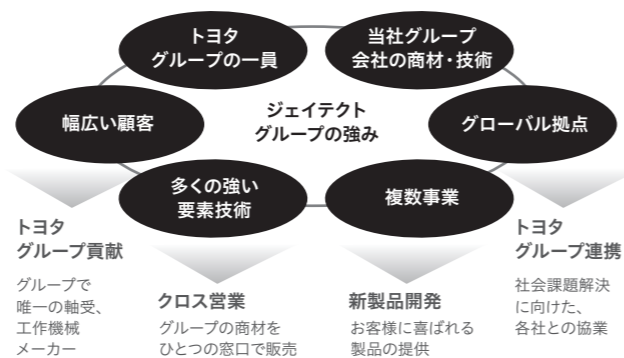 トヨタ
グループの一員
当社グループ
会社の商材・技術
幅広い顧客
ジェイテクト
グループの強み
グローバル拠点
多くの強い
要素技術
複数事業
トヨタ
グループ貢献
グループで
唯一の軸受、
工作機械
メーカー
クロス営業
グループの商材を
ひとつの窓口で販売
新製品開発
お客様に喜ばれる
製品の提供
トヨタ
グループ連携
社会課題解決
に向けた、
各社との協業